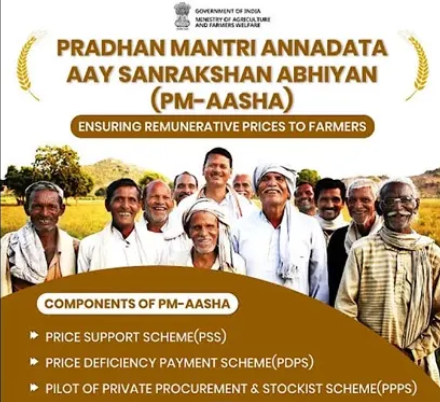 GOVERNMENT OF INDIA
MINISTRY OF AGRICULTURE
AND FARMERS WELFARE
PRADHAN MANTRI ANNADATA
AAY SANRAKSHAN ABHIYAN
(PM-AASHA)
ENSURING REMUNERATIVE PRICES TO FARMERS
COMPONENTS OF PM-AASHA
PRICE SUPPORT SCHEME(PSS)
PRICE DEFICIENCY PAYMENT SCHEME(PDPS)
PILOT OF PRIVATE PROCUREMENT & STOCKIST SCHEME(PPPS)